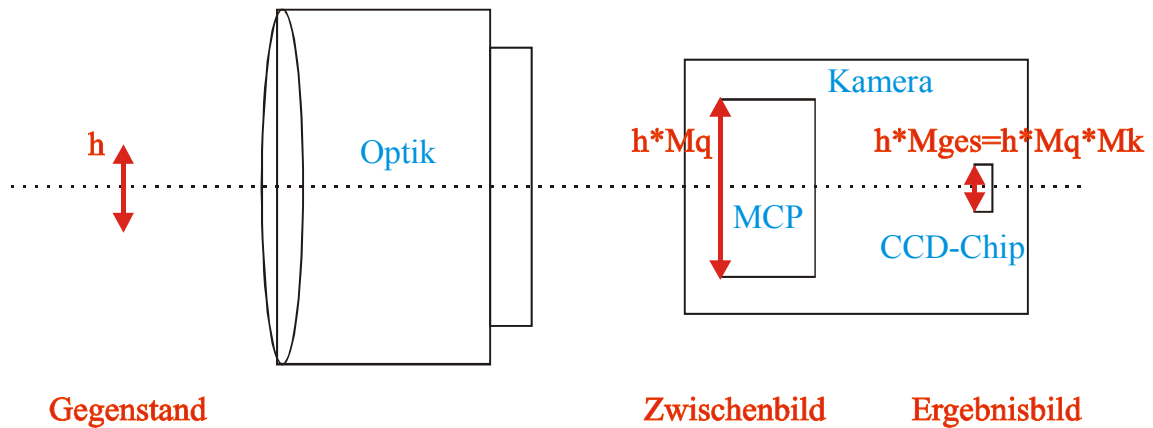 Kamera
h
Optik
h*Mq
h*Mges=h*Mq*Mk
MCP
CCD-Chip
Gegenstand
Zwischenbild
Ergebnisbild